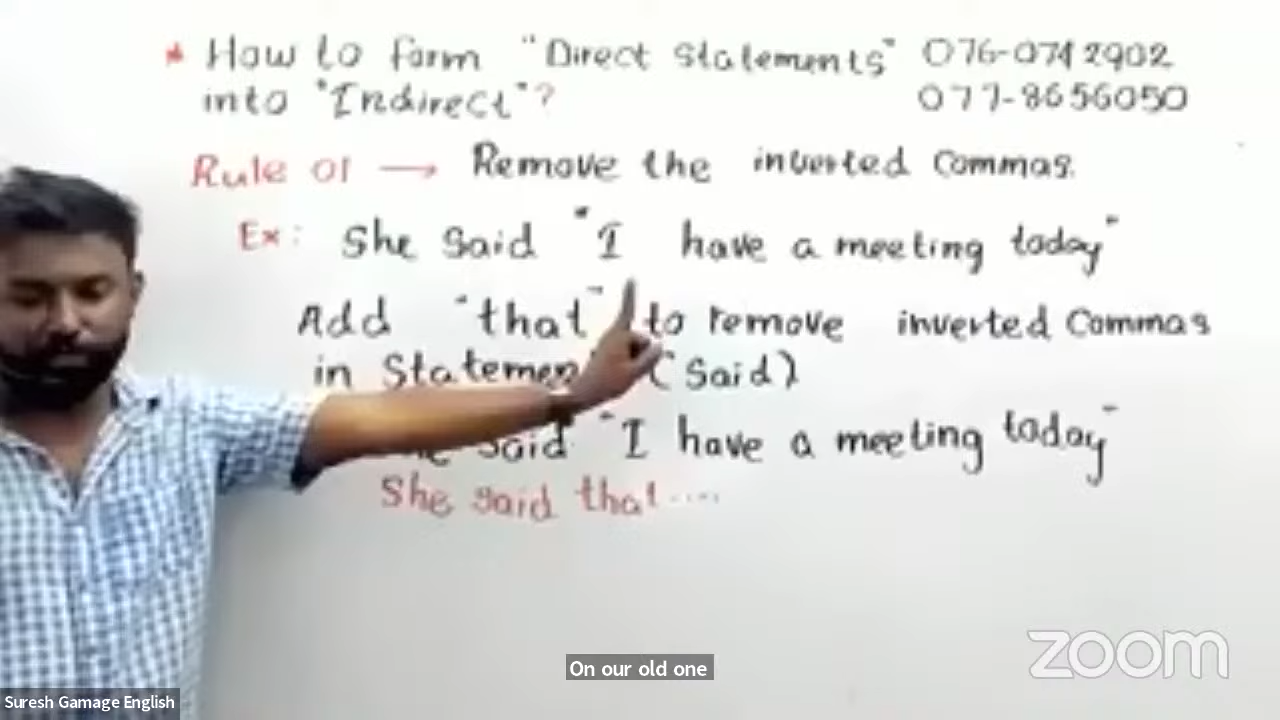 * How to form "Direct Statements" 076-0742902
into "Indirect"? 077-8656050
Rule 01 → Remove the inverted Commas.
Ex: She said "I have a meeting today"
Add "that" to remove inverted Commas
in Statemen (Said)
said "I have a meeting today"
She said that ....
On our old one
zoom
Suresh Gamage English